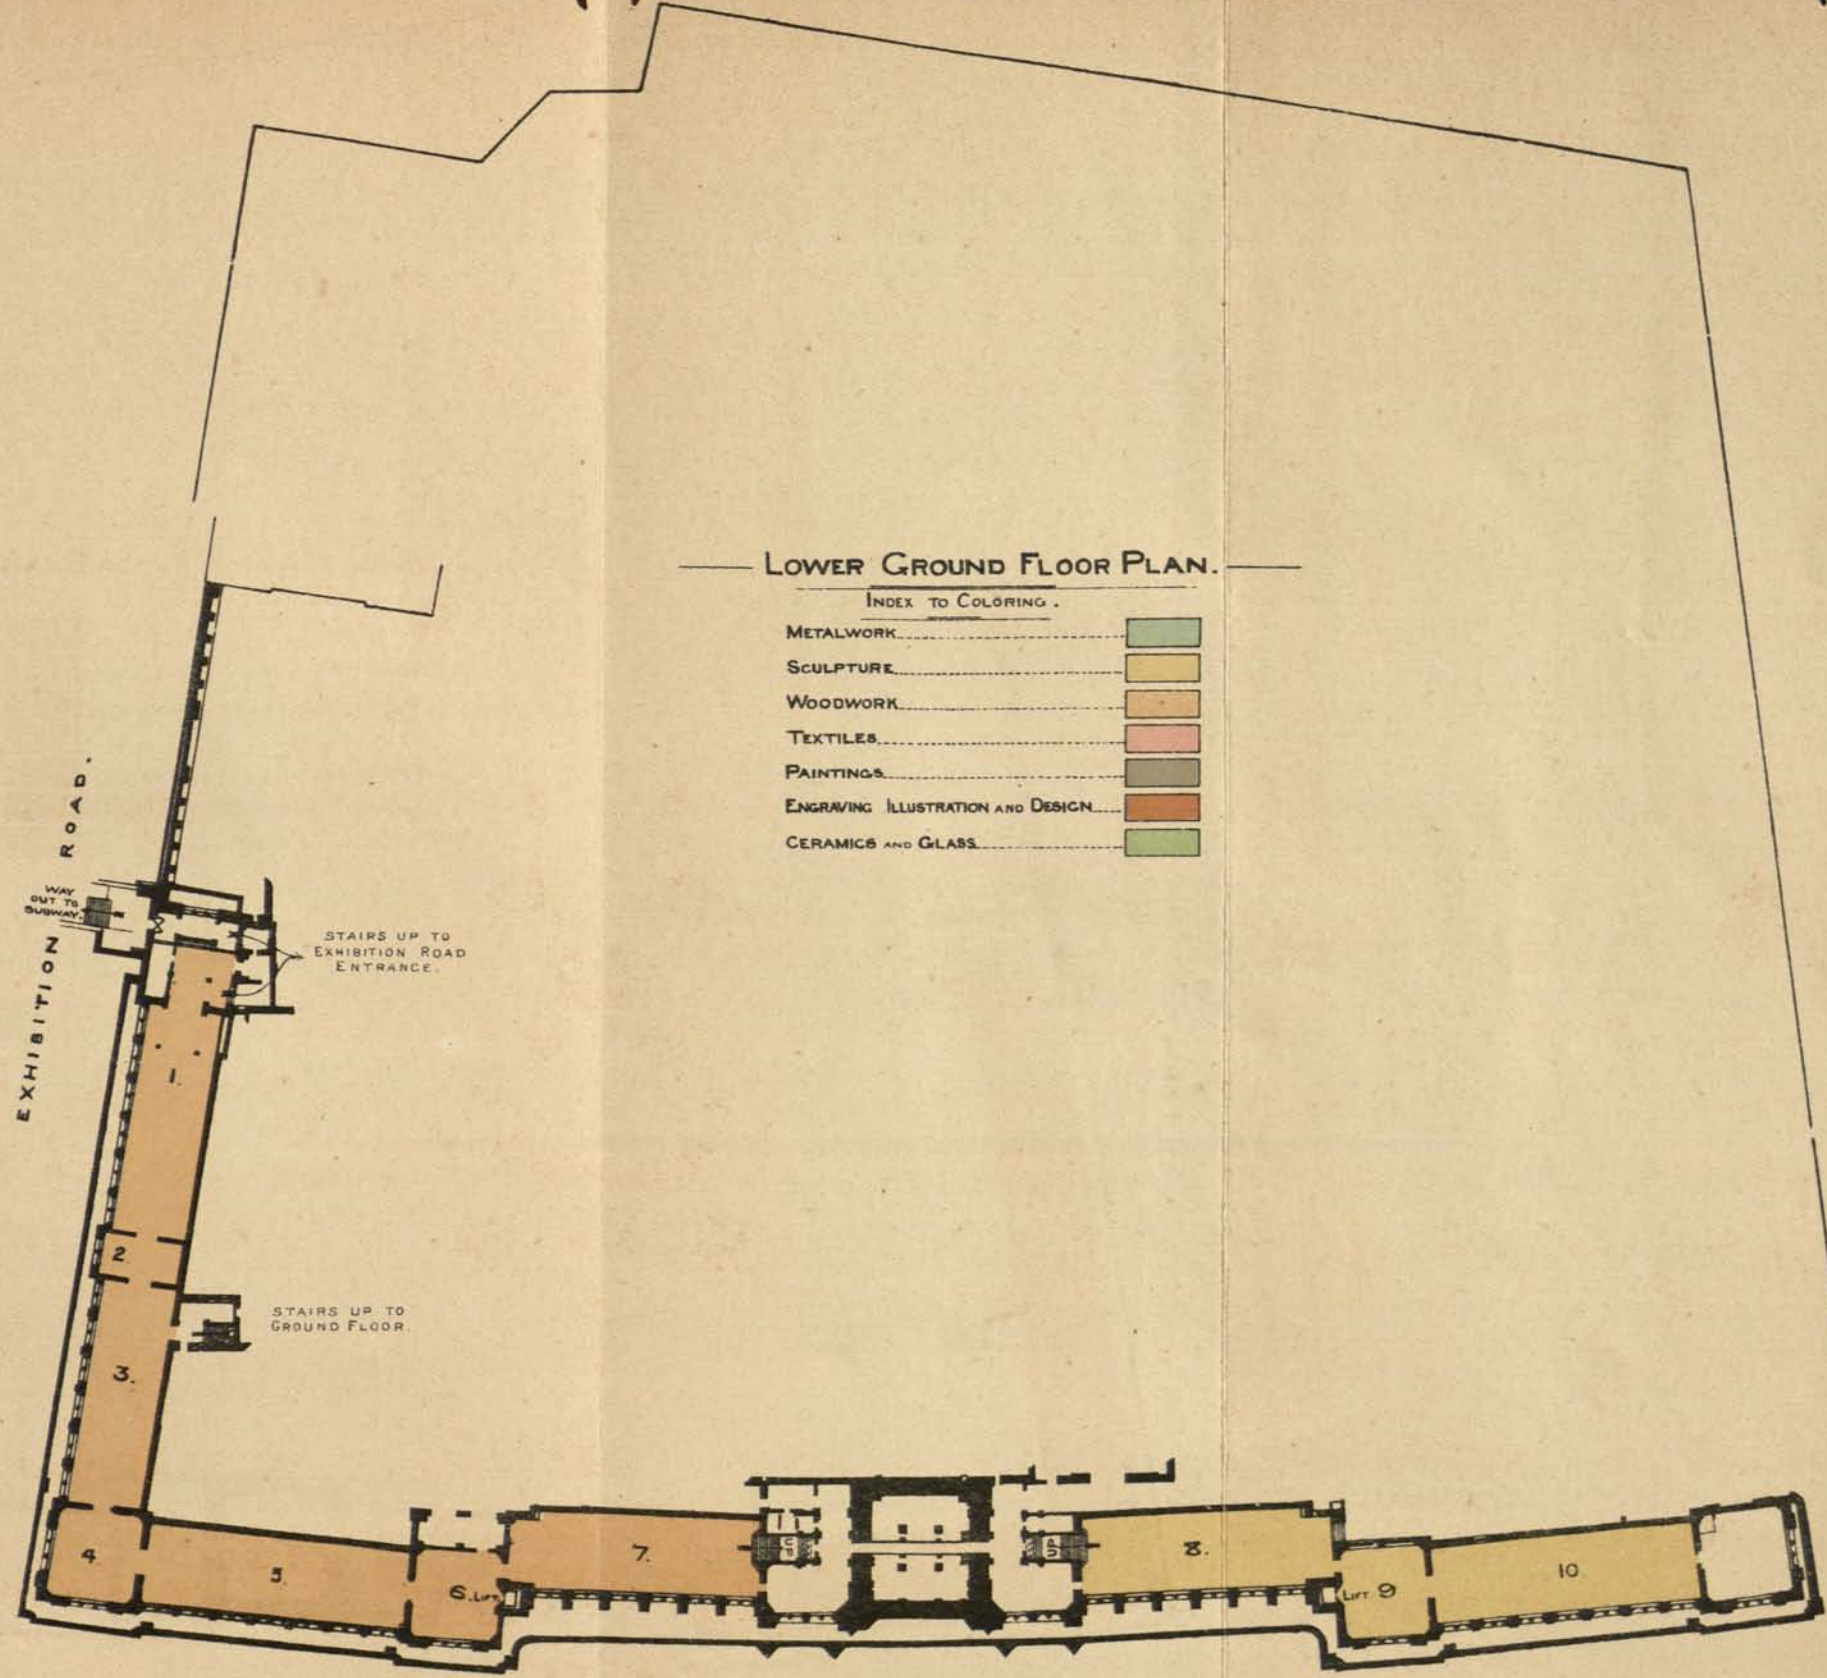 LOWER GROUND FLOOR PLAN.
INDEX TO COLORING.
METALWORK
SCULPTURE
WOODWORK
TEXTILES
PAINTINGS
ENGRAVING ILLUSTRATION AND DESIGN
CERAMICS AND GLASS
EXHIBITION ROAD.
WAY
OUT TO
SUBWAY.
STAIRS UP TO
EXHIBITION ROAD
ENTRANCE.
1.
2.
STAIRS UP TO
GROUND FLOOR.
3.
4.
5.
6. LIFT
7.
UP
UP
8.
LIFT 9
10